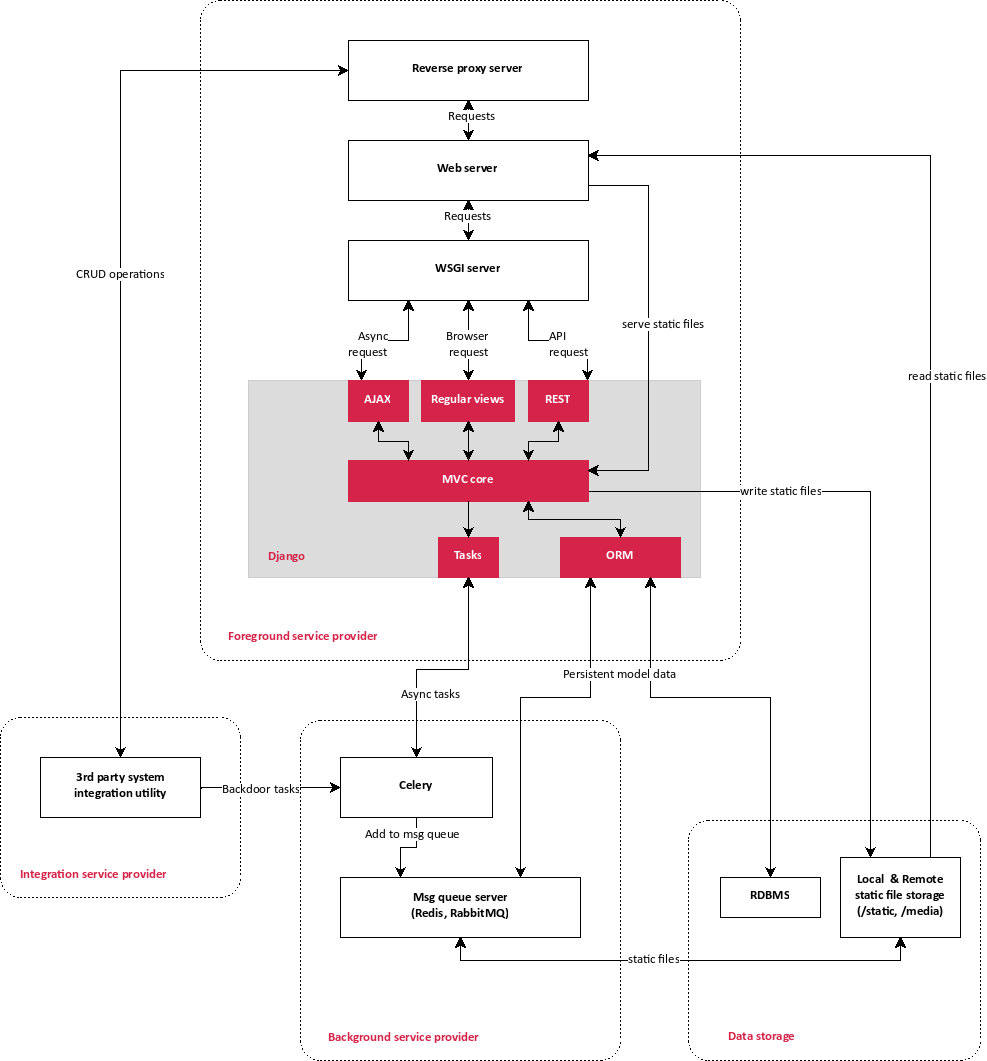 Reverse proxy server
Requests
Web server
Requests
WSGI server
CRUD operations
serve static files
Async
request
Browser
request
API
request
read static files
AJAX
Regular views
REST
MVC core
write static files
Django
Tasks
ORM
Foreground service provider
Persistent model data
Async tasks
3rd party system
integration utility
Backdoor tasks
Celery
Add to msg queue
Integration service provider
Msg queue server
(Redis, RabbitMQ)
RDBMS
Local & Remote
static file storage
(/static, /media)
static files
Background service provider
Data storage